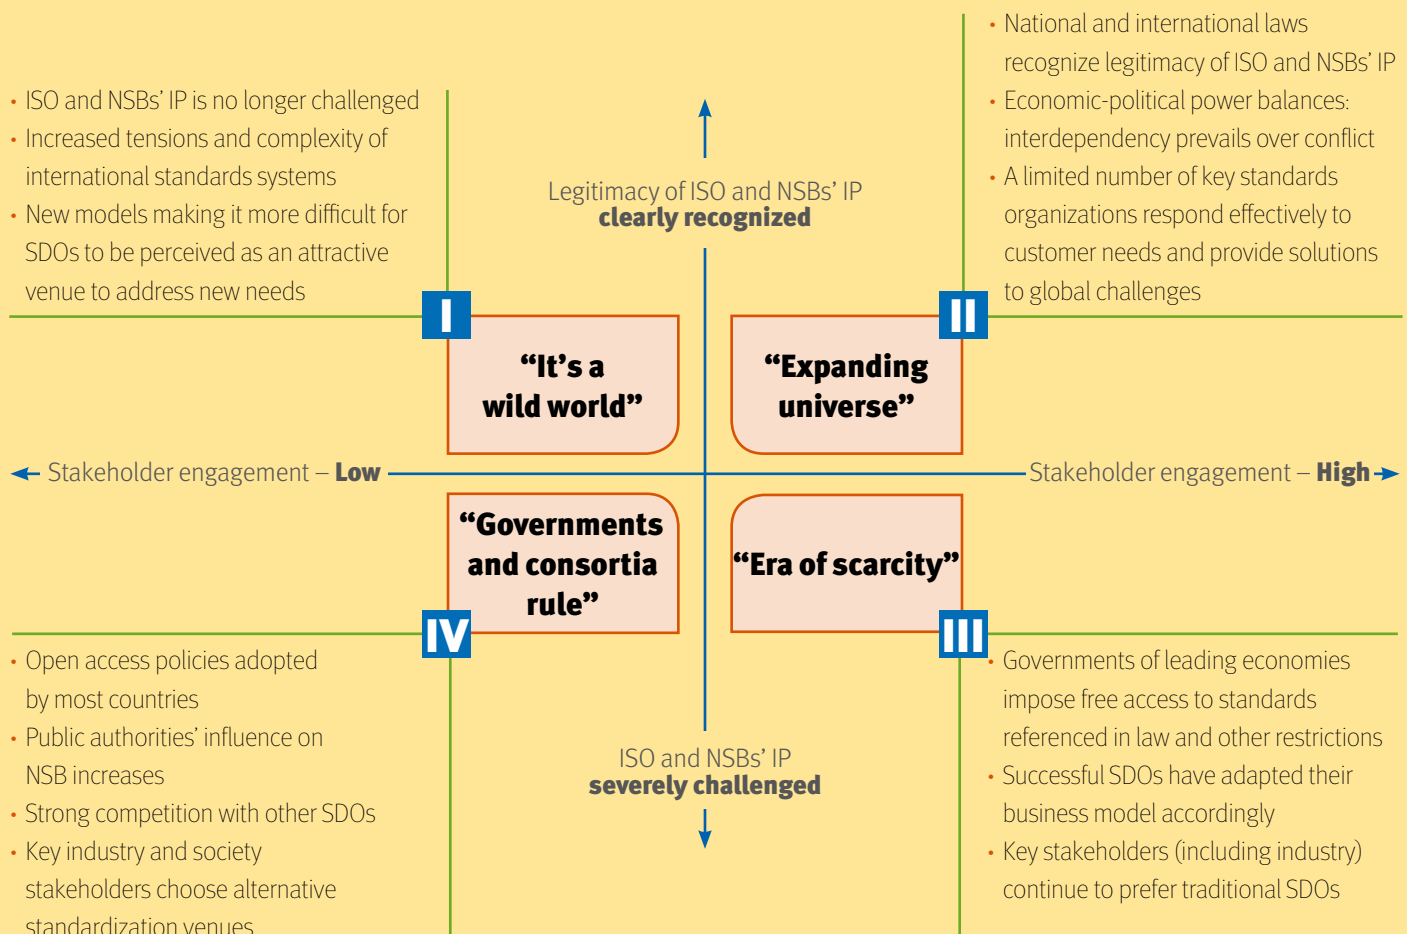 • ISO and NSBs’ IP is no longer challenged
• Increased tensions and complexity of
international standards systems
• New models making it more difficult for
SDOs to be perceived as an attractive
venue to address new needs
Legitimacy of ISO and NSBs’ IP
clearly recognized
• National and international laws
recognize legitimacy of ISO and NSBs’ IP
• Economic-political power balances:
interdependency prevails over conflict
• A limited number of key standards
organizations respond effectively to
customer needs and provide solutions
to global challenges
I
“It’s a
wild world”
II
“Expanding
universe”
Stakeholder engagement – Low
Stakeholder engagement – High
“Governments
and consortia
rule”
IV
“Era of scarcity”
III
• Open access policies adopted
by most countries
• Public authorities’ influence on
NSB increases
• Strong competition with other SDOs
• Key industry and society
stakeholders choose alternative
standardization venues
ISO and NSBs’ IP
severely challenged
• Governments of leading economies
impose free access to standards
referenced in law and other restrictions
• Successful SDOs have adapted their
business model accordingly
• Key stakeholders (including industry)
continue to prefer traditional SDOs